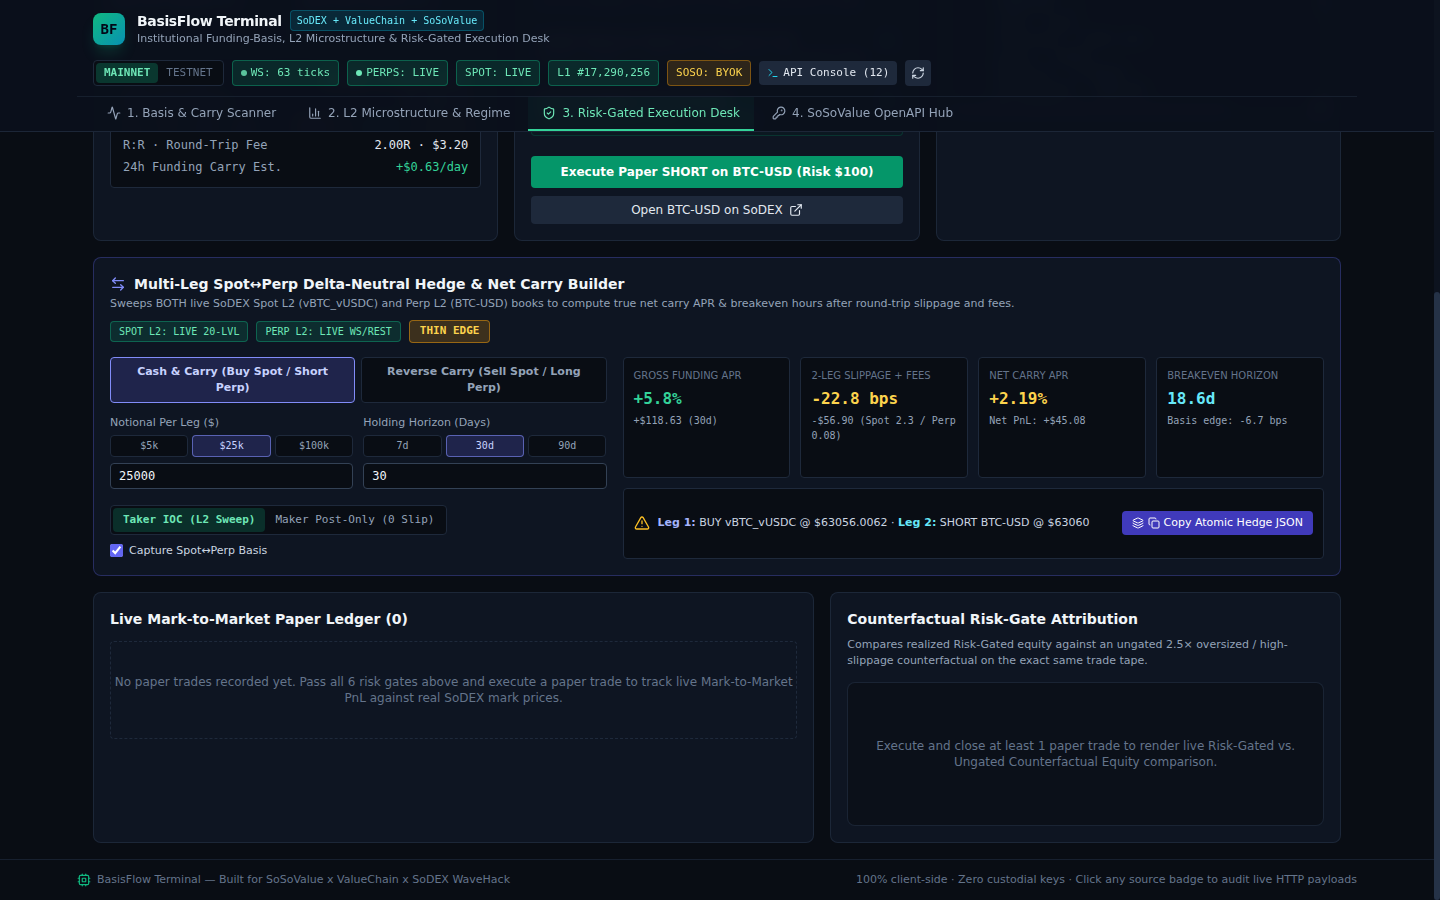 BF
BasisFlow Terminal
SoDEX + ValueChain + SoSoValue
Institutional Funding-Basis, L2 Microstructure & Risk-Gated Execution Desk
MAINNET TESTNET
WS: 63 ticks
PERPS: LIVE
SPOT: LIVE
L1 #17,290,256
SOSO: BYOK
API Console (12)
1. Basis & Carry Scanner
2. L2 Microstructure & Regime
3. Risk-Gated Execution Desk
4. SoSoValue OpenAPI Hub
R:R · Round-Trip Fee 2.00R · $3.20
24h Funding Carry Est. +$0.63/day
Execute Paper SHORT on BTC-USD (Risk $100)
Open BTC-USD on SoDEX
Multi-Leg Spot↔Perp Delta-Neutral Hedge & Net Carry Builder
Sweeps BOTH live SoDEX Spot L2 (vBTC_vUSDC) and Perp L2 (BTC-USD) books to compute true net carry APR & breakeven hours after round-trip slippage and fees.
SPOT L2: LIVE 20-LVL
PERP L2: LIVE WS/REST
THIN EDGE
Cash & Carry (Buy Spot / Short
Perp)
Reverse Carry (Sell Spot / Long
Perp)
Notional Per Leg ($)
$5k $25k $100k
25000
Holding Horizon (Days)
7d 30d 90d
30
Taker IOC (L2 Sweep) Maker Post-Only (0 Slip)
Capture Spot↔Perp Basis
GROSS FUNDING APR
+5.8%
+$118.63 (30d)
2-LEG SLIPPAGE + FEES
-22.8 bps
-$56.90 (Spot 2.3 / Perp
0.08)
NET CARRY APR
+2.19%
Net PnL: +$45.08
BREAKEVEN HORIZON
18.6d
Basis edge: -6.7 bps
Leg 1: BUY vBTC_vUSDC @ $63056.0062 · Leg 2: SHORT BTC-USD @ $63060
Copy Atomic Hedge JSON
Live Mark-to-Market Paper Ledger (0)
No paper trades recorded yet. Pass all 6 risk gates above and execute a paper trade to track live Mark-to-Market
PnL against real SoDEX mark prices.
Counterfactual Risk-Gate Attribution
Compares realized Risk-Gated equity against an ungated 2.5× oversized / high-
slippage counterfactual on the exact same trade tape.
Execute and close at least 1 paper trade to render live Risk-Gated vs.
Ungated Counterfactual Equity comparison.
BasisFlow Terminal — Built for SoSoValue x ValueChain x SoDEX WaveHack
100% client-side · Zero custodial keys · Click any source badge to audit live HTTP payloads